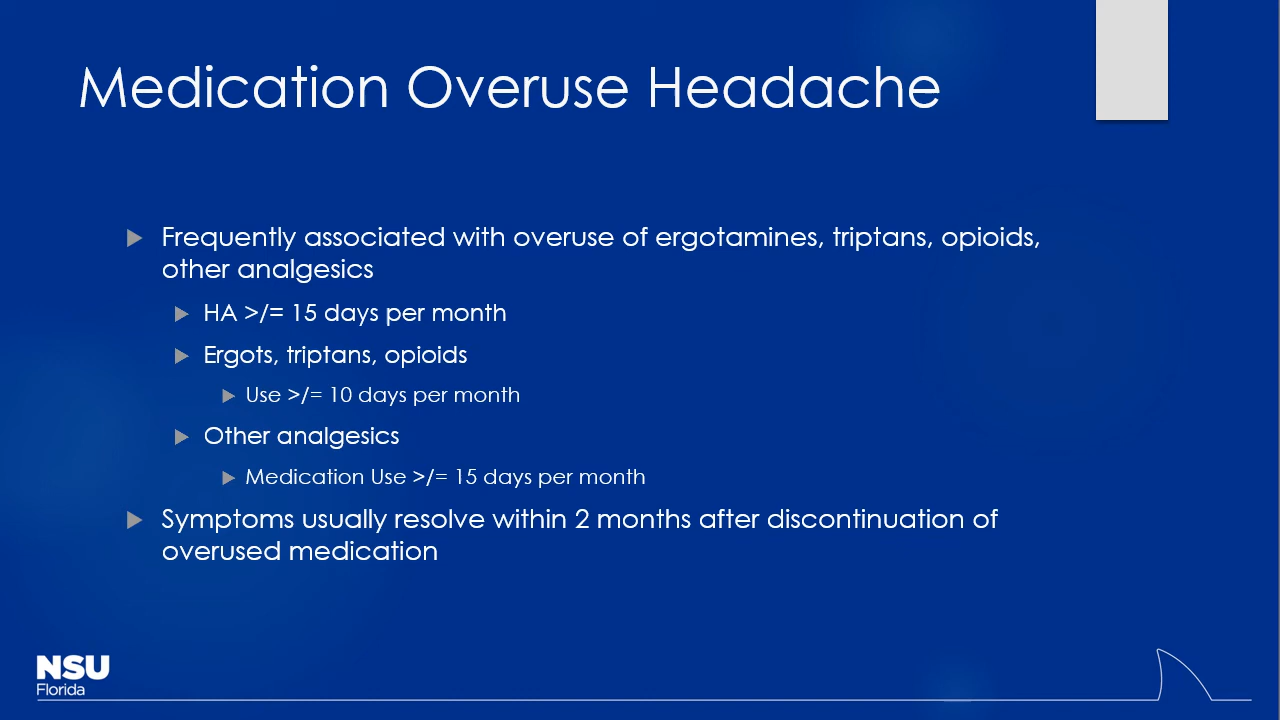 Medication Overuse Headache
Frequently associated with overuse of ergotamines, triptans, opioids,
other analgesics
HA >/= 15 days per month
Ergots, triptans, opioids
Use >/= 10 days per month
Other analgesics
Medication Use >/= 15 days per month
Symptoms usually resolve within 2 months after discontinuation of
overused medication
NSU
Florida